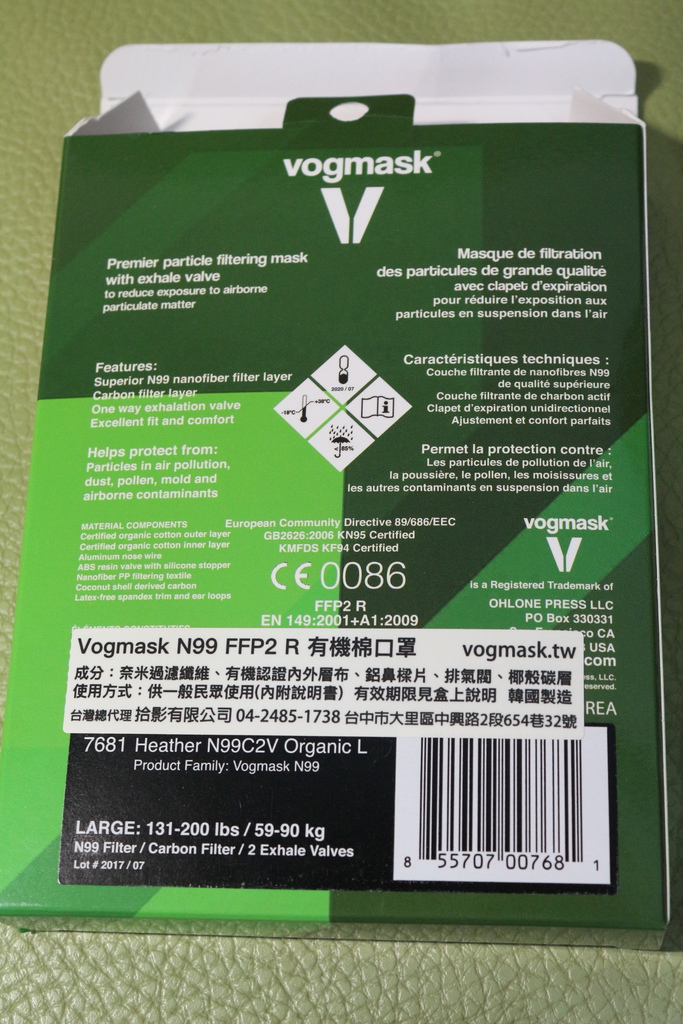 vogmask®
Premier particle filtering mask
with exhale valve
to reduce exposure to airborne
particulate matter
Masque de filtration
des particules de grande qualité
avec clapet d'expiration
pour réduire l'exposition aux
particules en suspension dans l'air
Features:
Superior N99 nanofiber filter layer
Carbon filter layer
One way exhalation valve
Excellent fit and comfort
2020/07
-18°C
+38°C
i
< 85%
Caractéristiques techniques :
Couche filtrante de nanofibres N99
de qualité supérieure
Couche filtrante de charbon actif
Clapet d'expiration unidirectionnel
Ajustement et confort parfaits
Helps protect from:
Particles in air pollution,
dust, pollen, mold and
airborne contaminants
Permet la protection contre :
Les particules de pollution de l'air,
la poussière, le pollen, les moisissures et
les autres contaminants en suspension dans l'air
MATERIAL COMPONENTS
Certified organic cotton outer layer
Certified organic cotton inner layer
Aluminum nose wire
ABS resin valve with silicone stopper
Nanofiber PP filtering textile
Coconut shell derived carbon
Latex-free spandex trim and ear loops
European Community Directive 89/686/EEC
GB2626:2006 KN95 Certified
KMFDS KF94 Certified
CE0086
FFP2 R
EN 149:2001+A1:2009
vogmask®
is a Registered Trademark of
OHLONE PRESS LLC
PO Box 330331
CA
USA
.com
LLC.
reserved.
REA
Vogmask N99 FFP2 R 有機棉口罩 vogmask.tw
成分：奈米過濾纖維、有機認證內外層布、鋁鼻樑片、排氣閥、椰殼碳層
使用方式：供一般民眾使用(內附說明書) 有效期限見盒上說明 韓國製造
台灣總代理 拾影有限公司 04-2485-1738 台中市大里區中興路2段654巷32號
7681 Heather N99C2V Organic L
Product Family: Vogmask N99
LARGE: 131-200 lbs / 59-90 kg
N99 Filter / Carbon Filter / 2 Exhale Valves
Lot # 2017 / 07
8 55707 00768 1